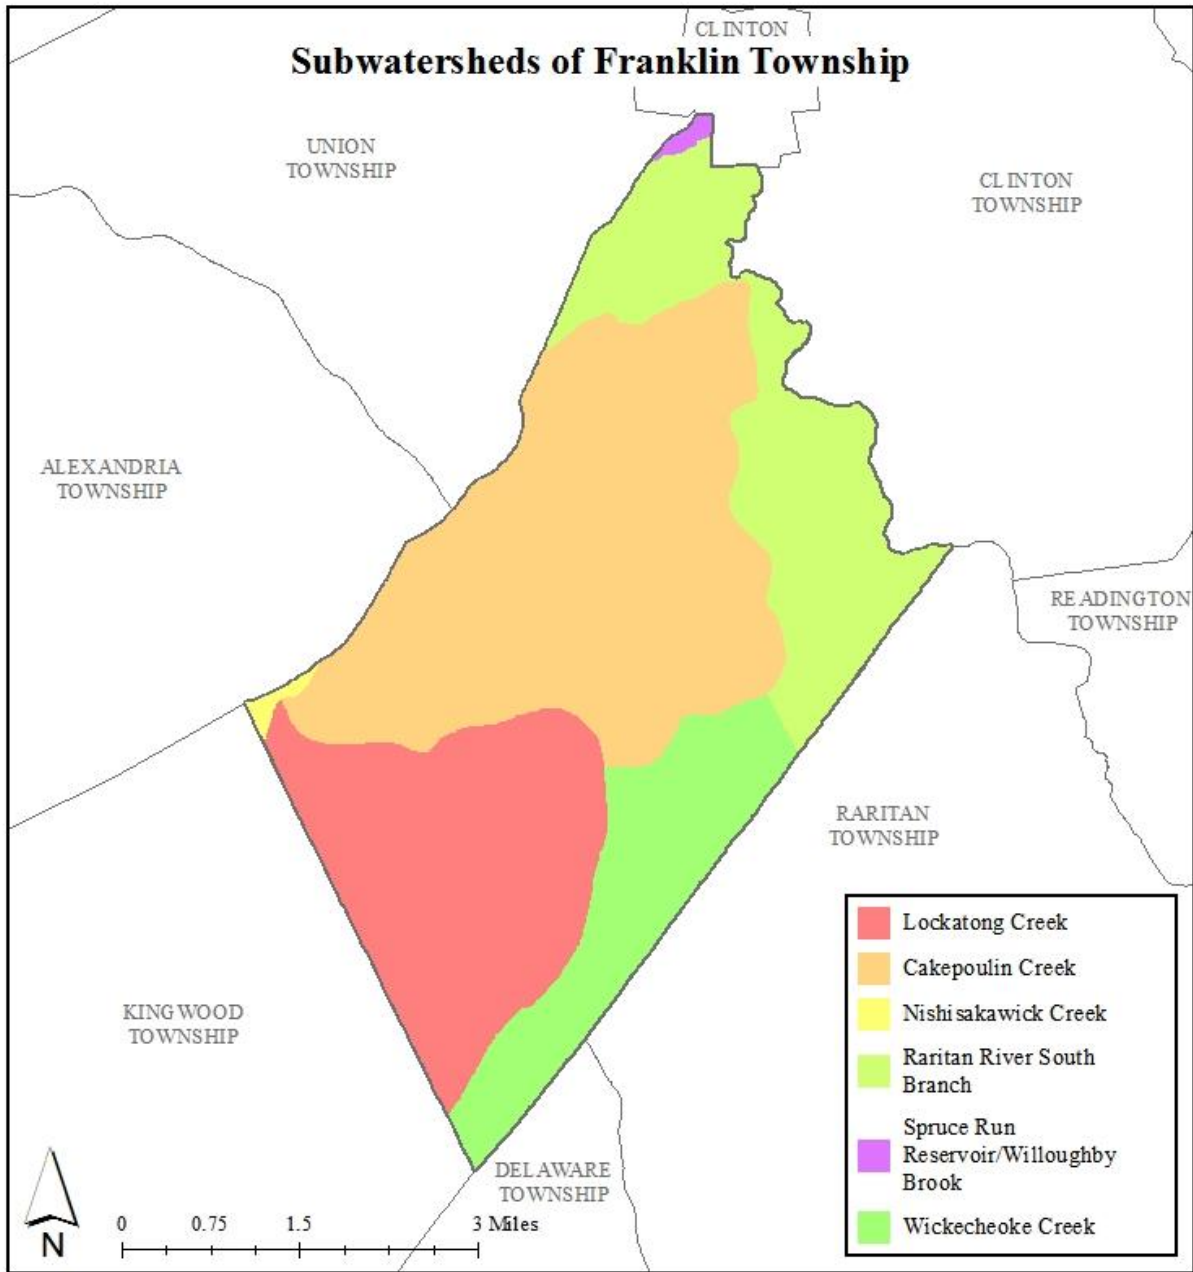 CLINTON
Subwatersheds of Franklin Township
UNION
TOWNSHIP
CLINTON
TOWNSHIP
ALEXANDRIA
TOWNSHIP
READINGTON
TOWNSHIP
RARITAN
TOWNSHIP
KINGWOOD
TOWNSHIP
DELAWARE
TOWNSHIP
Lockatong Creek
Cakepoulin Creek
Nishisakawick Creek
Raritan River South
Branch
Spruce Run
Reservoir/Willoughby
Brook
Wickecheoke Creek
N
0 0.75 1.5 3 Miles